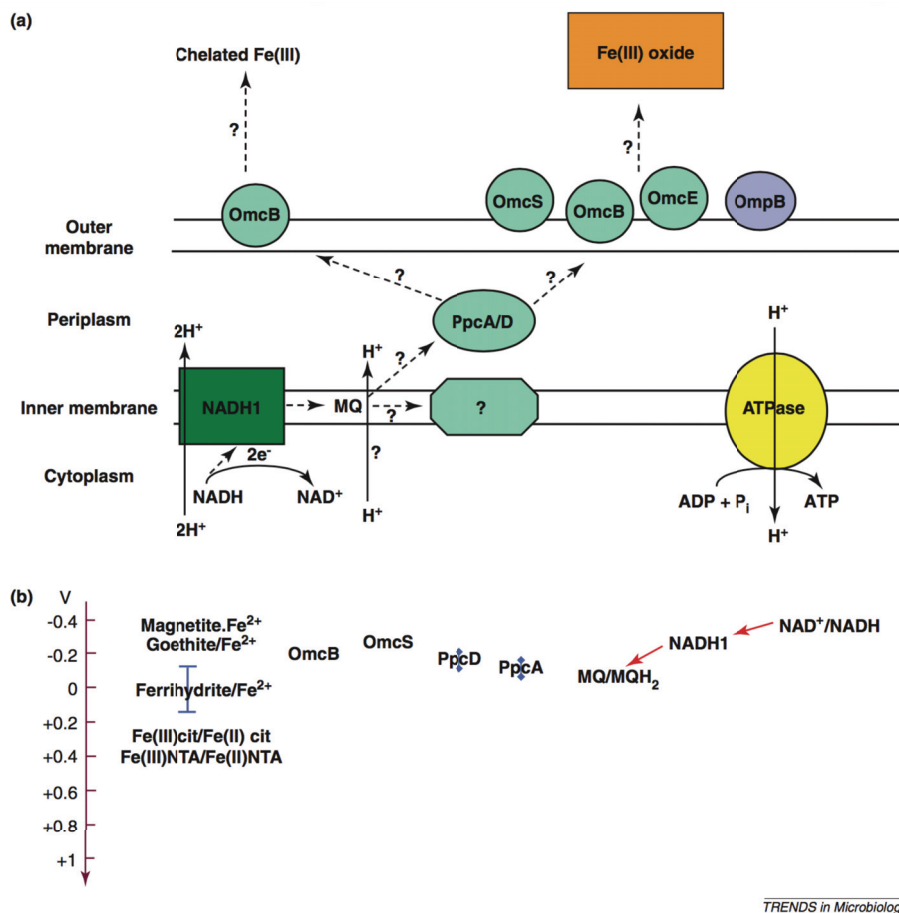 (a)
Chelated Fe(III)
Fe(III) oxide
?
?
OmcB
OmcS
OmcB
OmcE
OmpB
Outer
membrane
?
?
Periplasm
PpcA/D
H⁺
2H⁺
H⁺
?
Inner membrane
NADH1
MQ
?
?
ATPase
?
Cytoplasm
2e⁻
NADH
NAD⁺
ADP + Pᵢ
ATP
2H⁺
H⁺
H⁺
(b)
V
-0.4
-0.2
0
+0.2
+0.4
+0.6
+0.8
+1
Magnetite.Fe²⁺
Goethite/Fe²⁺
Ferrihydrite/Fe²⁺
Fe(III)cit/Fe(II) cit
Fe(III)NTA/Fe(II)NTA
OmcB
OmcS
PpcD
PpcA
MQ/MQH₂
NADH1
NAD⁺/NADH
TRENDS in Microbiolog